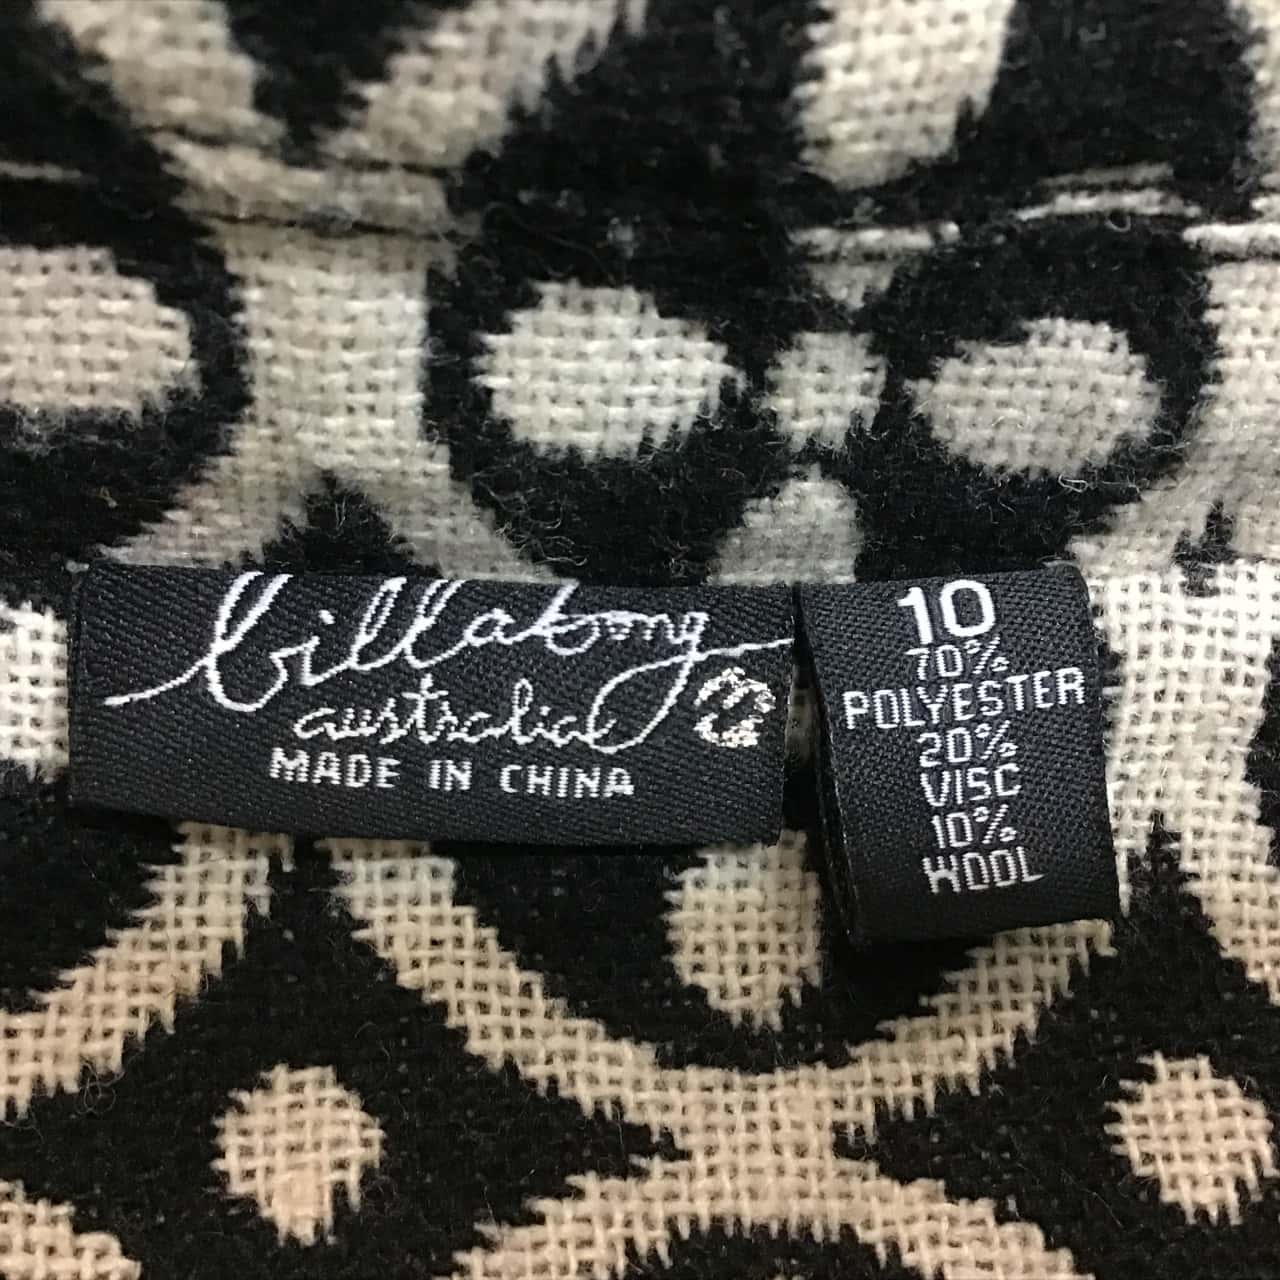 billabong
australia
MADE IN CHINA
10
70%
POLYESTER
20%
VISC
10%
WOOL